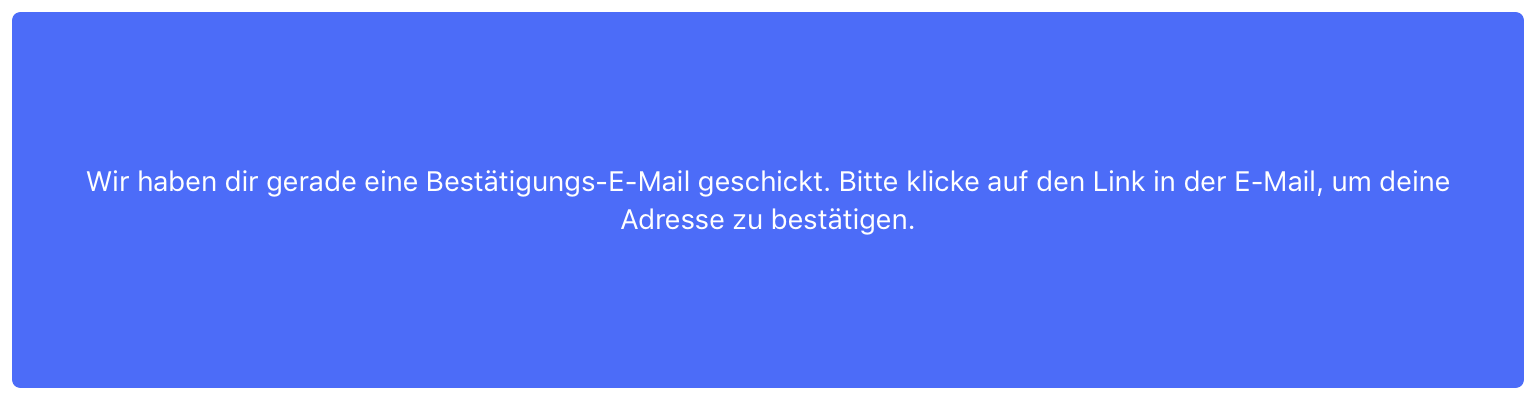 Wir haben dir gerade eine Bestätigungs-E-Mail geschickt. Bitte klicke auf den Link in der E-Mail, um deine
Adresse zu bestätigen.